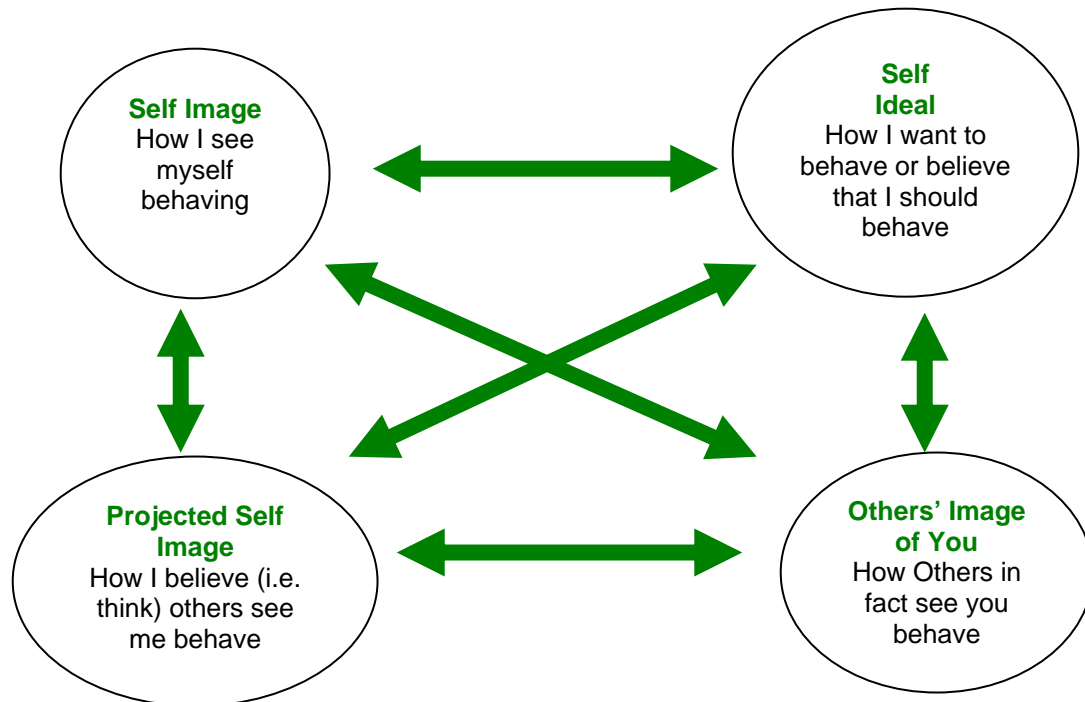 Self Image
How I see
myself
behaving
Self
Ideal
How I want to
behave or believe
that I should
behave
Projected Self
Image
How I believe (i.e.
think) others see
me behave
Others’ Image
of You
How Others in
fact see you
behave